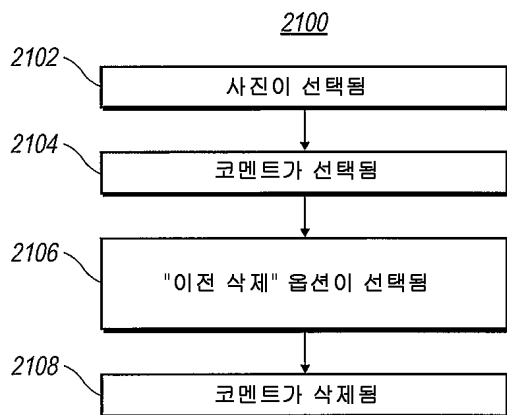 2100
2102
사진이 선택됨
2104
코멘트가 선택됨
2106
"이전 삭제" 옵션이 선택됨
2108
코멘트가 삭제됨